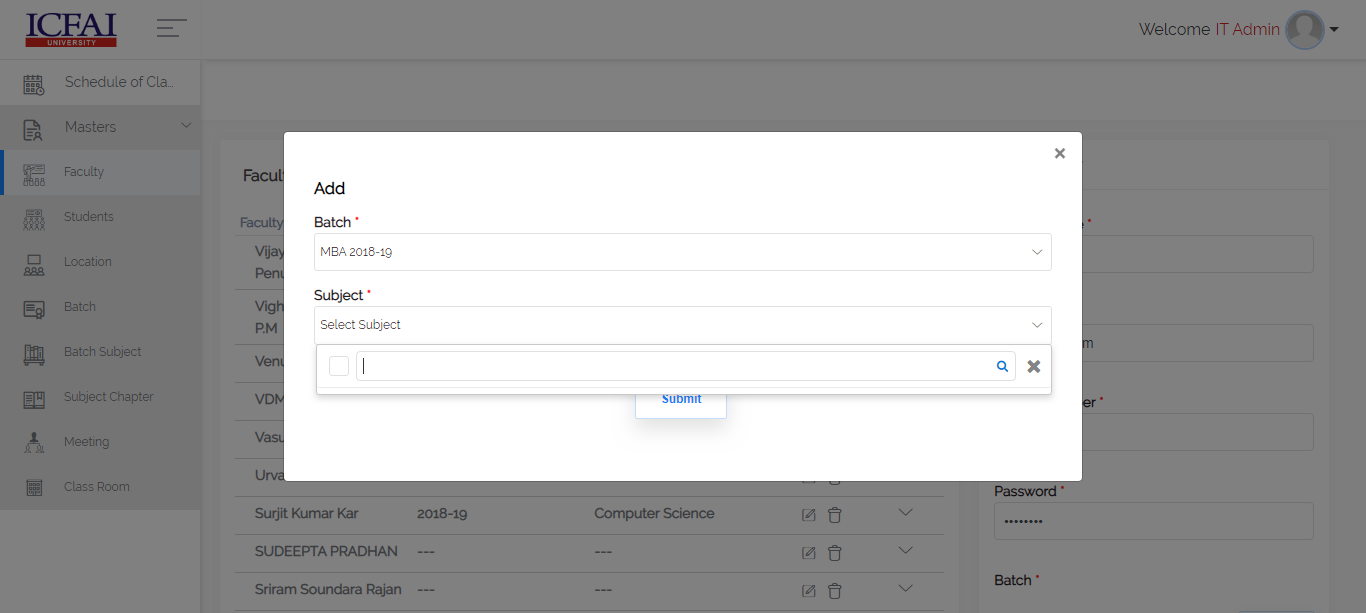 ICFAI
UNIVERSITY
Welcome IT Admin
Schedule of Cla...
Masters
Faculty
Students
Location
Batch
Batch Subject
Subject Chapter
Meeting
Class Room
×
Add
Batch *
MBA 2018-19
Subject *
Select Subject
Submit
Facul
Faculty
Vijay
Penu
Vigh
P.M
Venu
VDM
Vasu
Urva
Surjit Kumar Kar 2018-19 Computer Science
SUDEEPTA PRADHAN --- ---
Sriram Soundara Rajan --- ---
e *
m
er *
Password *
••••••••
Batch *